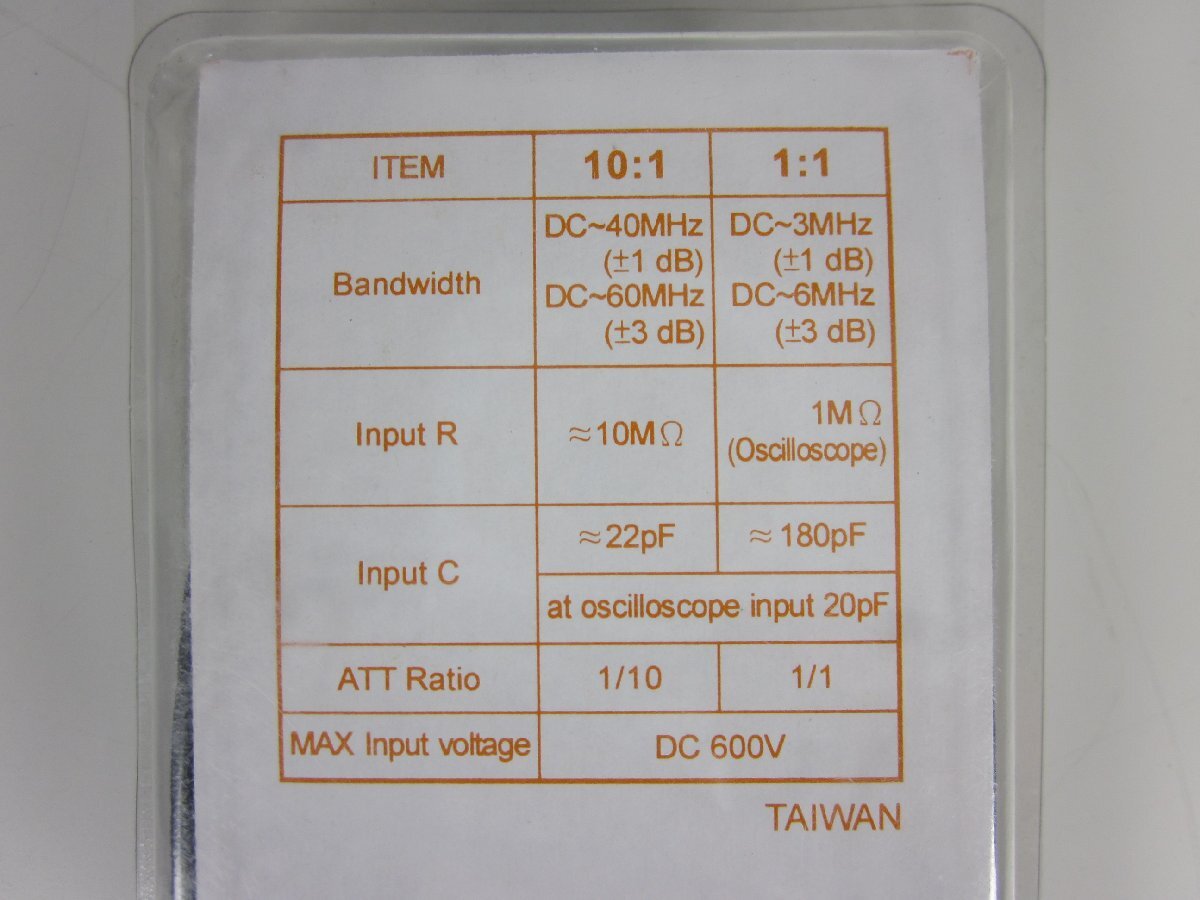 ITEM 10:1 1:1
Bandwidth
DC~40MHz
(±1 dB)
DC~60MHz
(±3 dB)
DC~3MHz
(±1 dB)
DC~6MHz
(±3 dB)
Input R
≈10MΩ
1MΩ
(Oscilloscope)
Input C
≈22pF ≈180pF
at oscilloscope input 20pF
ATT Ratio 1/10 1/1
MAX Input voltage DC 600V
TAIWAN